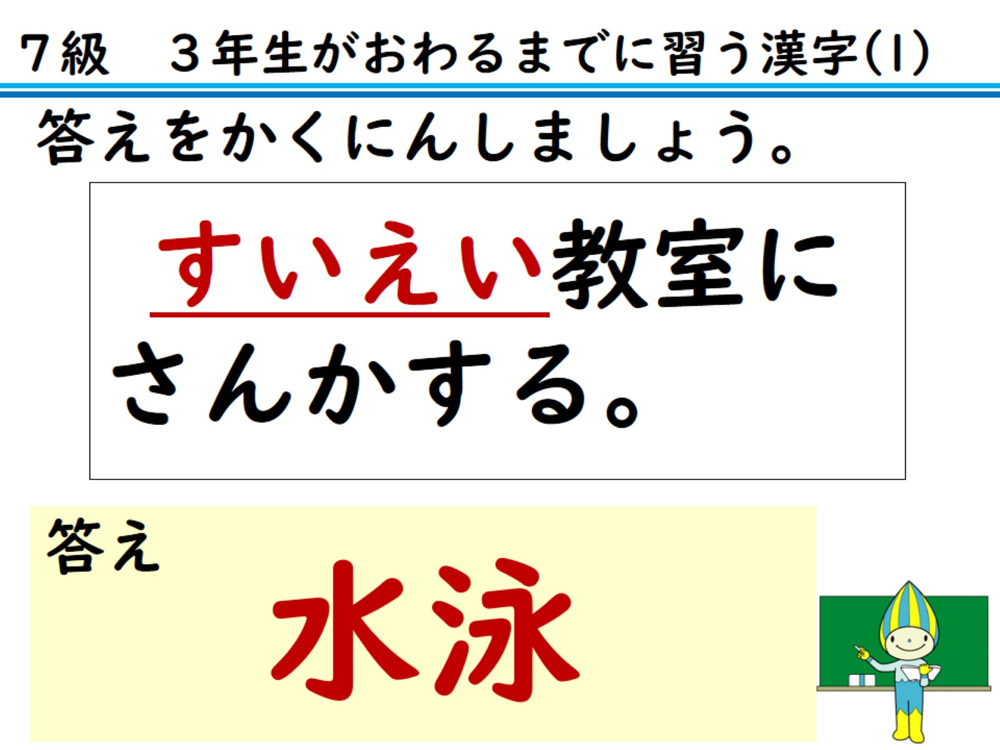 ７級　３年生がおわるまでに習う漢字(1)
答えをかくにんしましょう。
すいえい教室に
さんかする。
答え
水泳